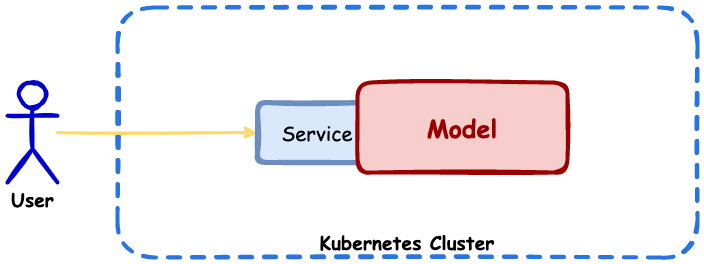 Service
Model
User
Kubernetes Cluster